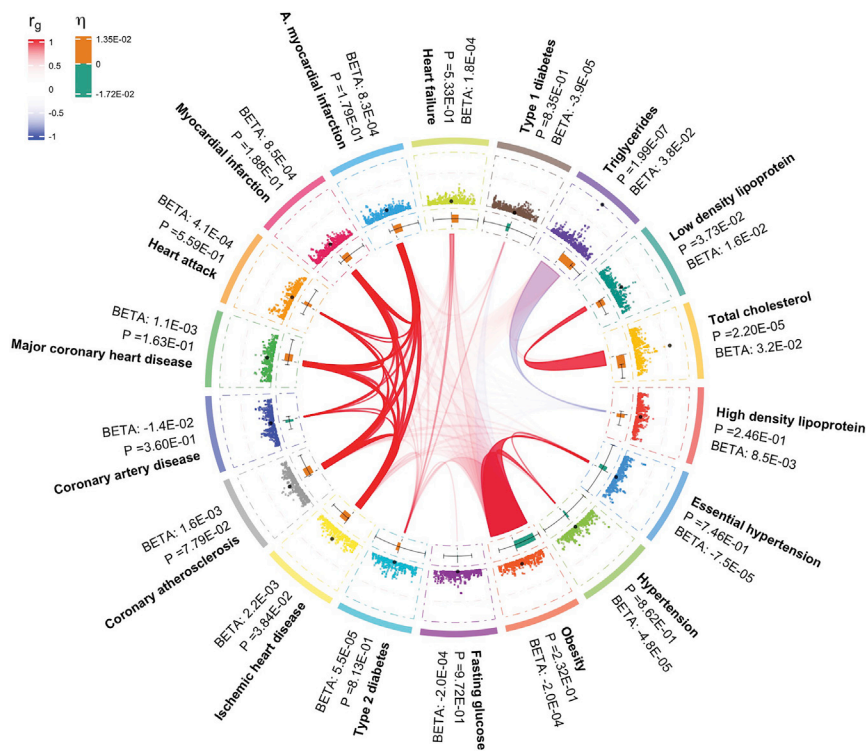 r_g
1
0.5
0
-0.5
-1
η
1.35E-02
0
-1.72E-02
A. myocardial infarction
P =1.79E-01
BETA: 8.3E-04
Heart failure
P =5.33E-01
BETA: 1.8E-04
Type 1 diabetes
P =8.35E-01
BETA: -3.9E-05
Triglycerides
P =1.99E-07
BETA: 3.8E-02
Low density lipoprotein
P =3.73E-02
BETA: 1.6E-02
Total cholesterol
P =2.20E-05
BETA: 3.2E-02
High density lipoprotein
P =2.46E-01
BETA: 8.5E-03
Essential hypertension
P =7.46E-01
BETA: -7.5E-05
Hypertension
P =8.62E-01
BETA: -4.8E-05
Obesity
P =2.32E-01
BETA: -2.0E-04
Fasting glucose
P =9.72E-01
BETA: -2.0E-04
BETA: 5.5E-05
P =8.13E-01
Type 2 diabetes
BETA: 2.2E-03
P =3.84E-02
Ischemic heart disease
BETA: 1.6E-03
P =7.79E-02
Coronary atherosclerosis
BETA: -1.4E-02
P =3.60E-01
Coronary artery disease
BETA: 1.1E-03
P =1.63E-01
Major coronary heart disease
BETA: 4.1E-04
P =5.59E-01
Heart attack
BETA: 8.5E-04
P =1.88E-01
Myocardial infarction